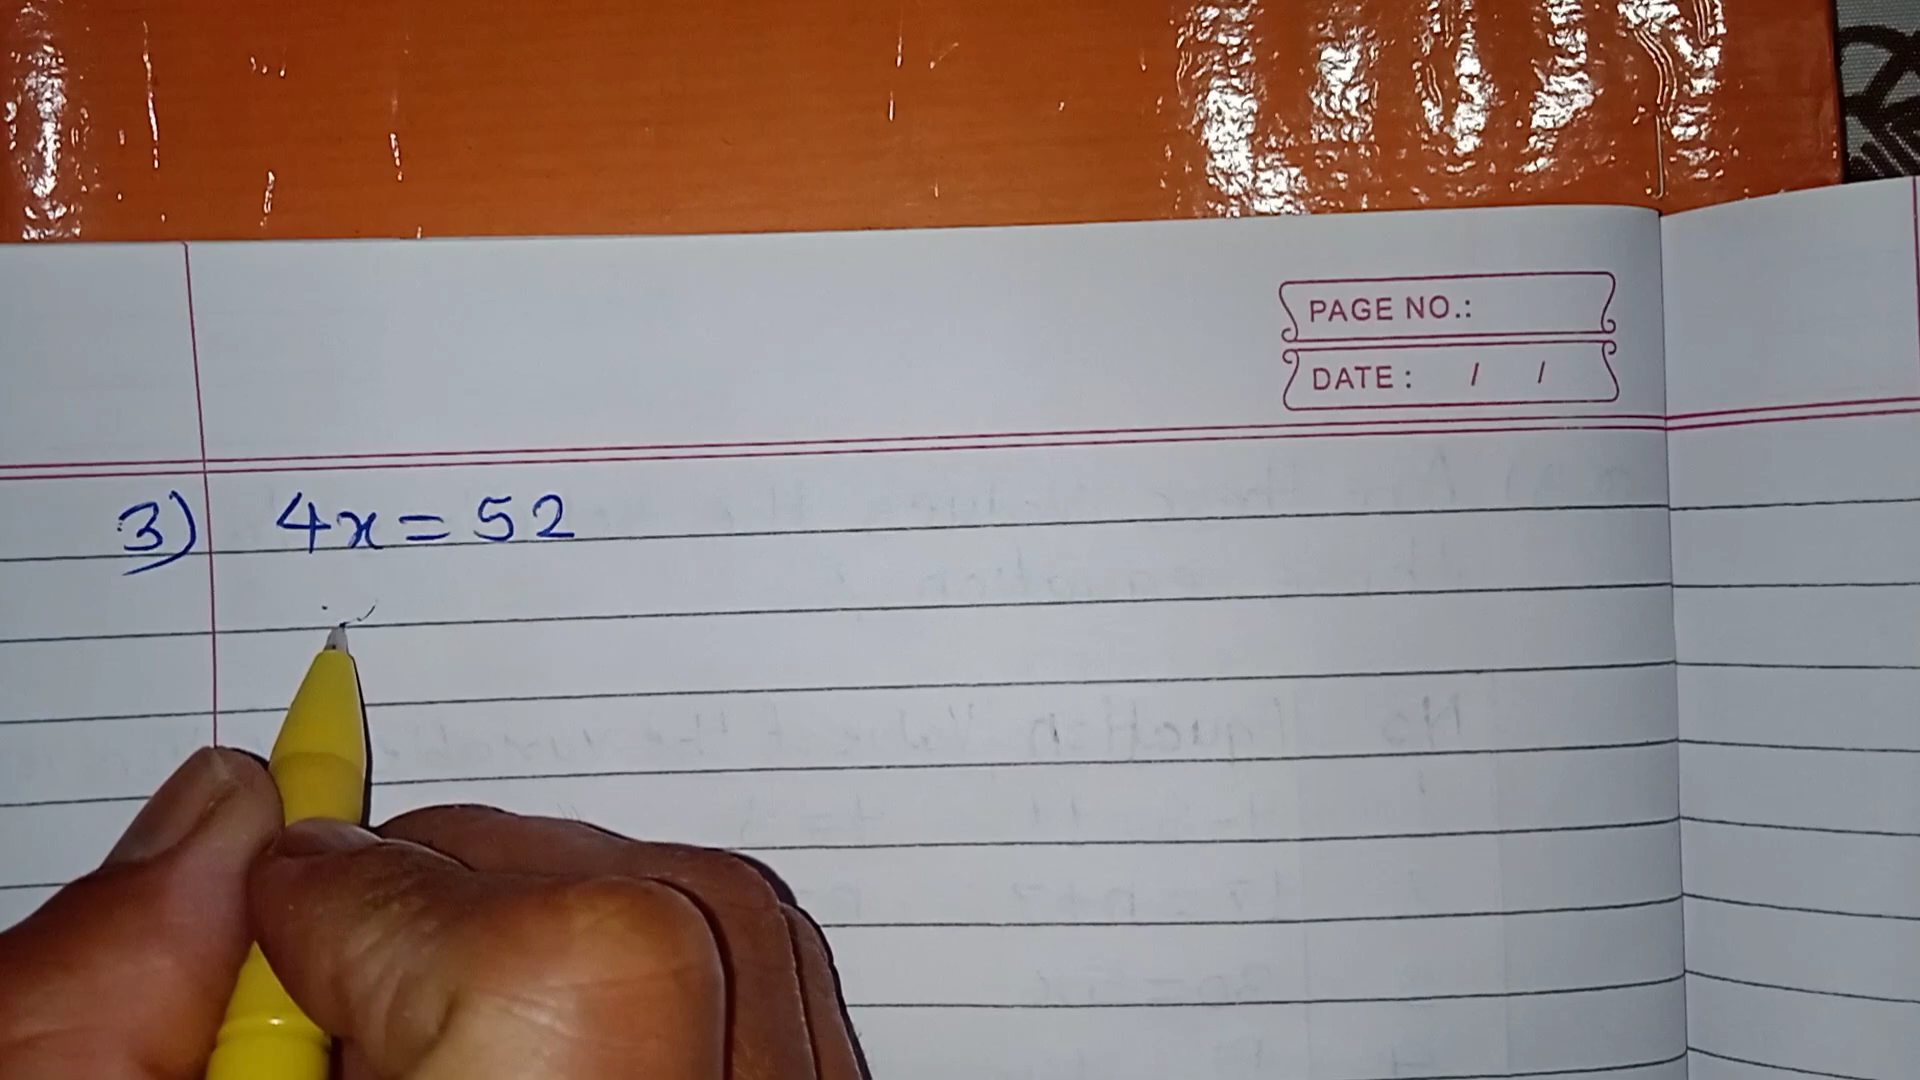 PAGE NO.:
DATE : / /
3) 4x = 52